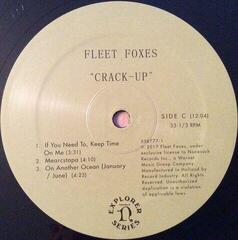 FLEET FOXES
"CRACK-UP"
SIDE C (12:04)
33-1/3 RPM
1. If You Need To, Keep Time
On Me (3:31)
2. Mearcstapa (4:10)
3. On Another Ocean (January
/ June) (4:23)
558777-1
℗ 2017 Fleet Foxes, under
exclusive license to Nonesuch
Records Inc., a Warner
Music Group Company.
Manufactured in Holland by
Record Industry. All Rights
Reserved. Unauthorized
duplication is a violation
of applicable laws.
EXPLORER
SERIES